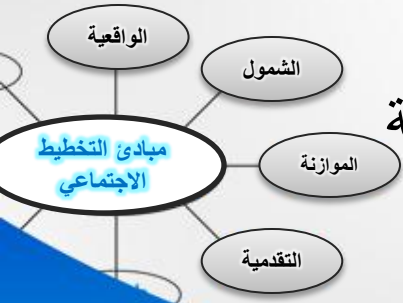 الواقعية
الشمول
مبادئ التخطيط
الاجتماعي
الموازنة
التقدمية